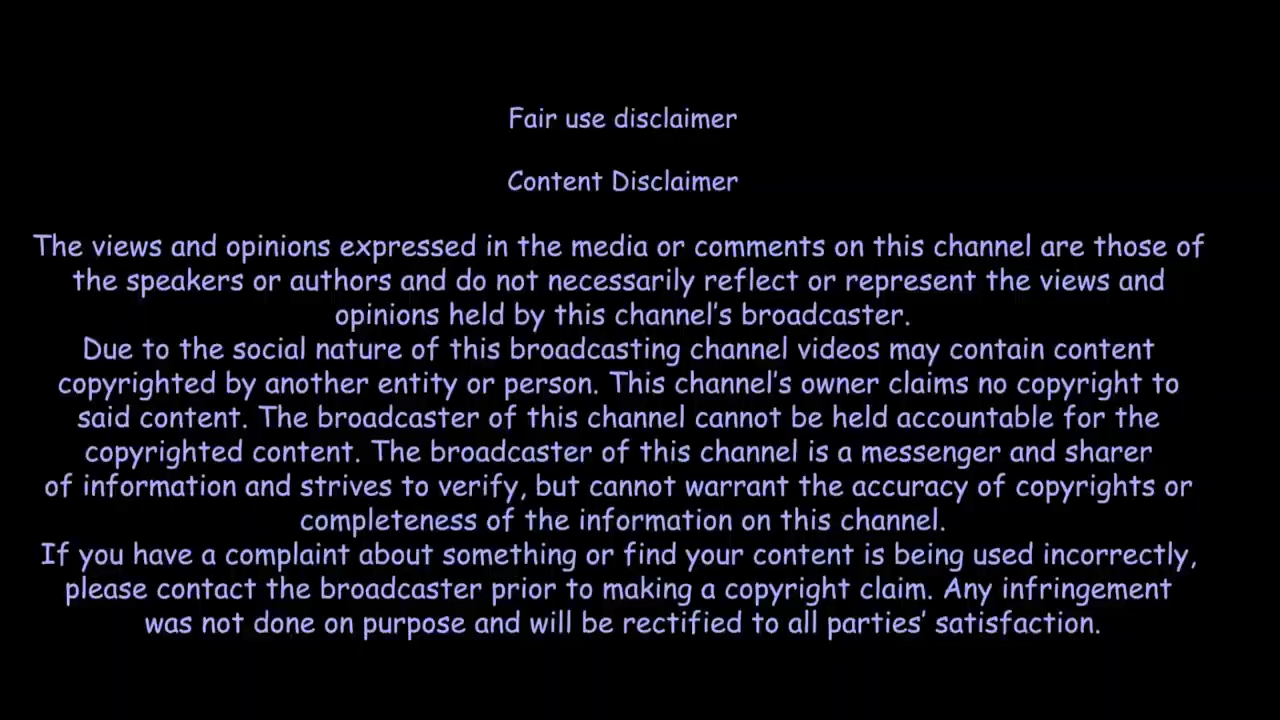 Fair use disclaimer
Content Disclaimer
The views and opinions expressed in the media or comments on this channel are those of
the speakers or authors and do not necessarily reflect or represent the views and
opinions held by this channel's broadcaster.
Due to the social nature of this broadcasting channel videos may contain content
copyrighted by another entity or person. This channel's owner claims no copyright to
said content. The broadcaster of this channel cannot be held accountable for the
copyrighted content. The broadcaster of this channel is a messenger and sharer
of information and strives to verify, but cannot warrant the accuracy of copyrights or
completeness of the information on this channel.
If you have a complaint about something or find your content is being used incorrectly,
please contact the broadcaster prior to making a copyright claim. Any infringement
was not done on purpose and will be rectified to all parties’ satisfaction.